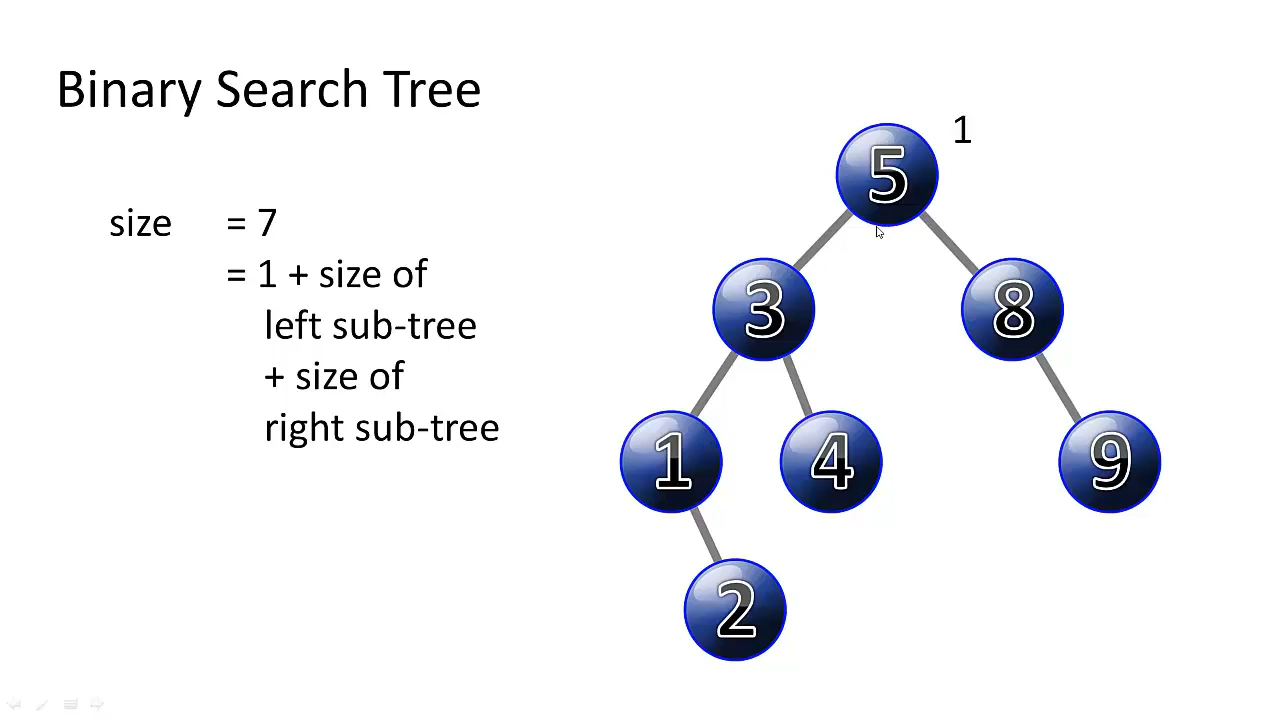 Binary Search Tree
size = 7
= 1 + size of
left sub-tree
+ size of
right sub-tree
1
5
3
8
1
4
9
2